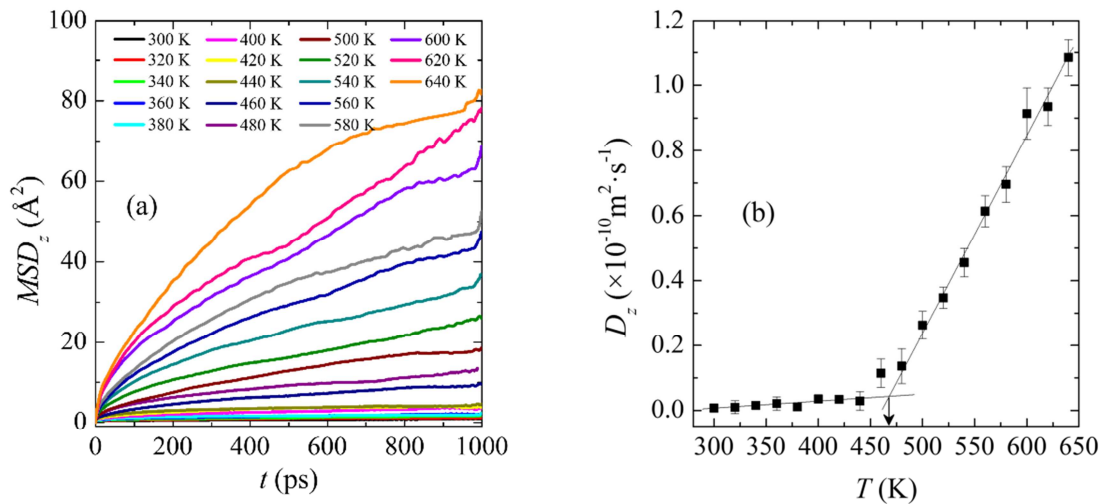 100
80
60
40
20
0
0 200 400 600 800 1000
MSD_z (Å²)
t (ps)
(a)
300 K 400 K 500 K 600 K
320 K 420 K 520 K 620 K
340 K 440 K 540 K 640 K
360 K 460 K 560 K
380 K 480 K 580 K
1.2
1.0
0.8
0.6
0.4
0.2
0.0
300 350 400 450 500 550 600 650
D_z (×10⁻¹⁰m²·s⁻¹)
T (K)
(b)